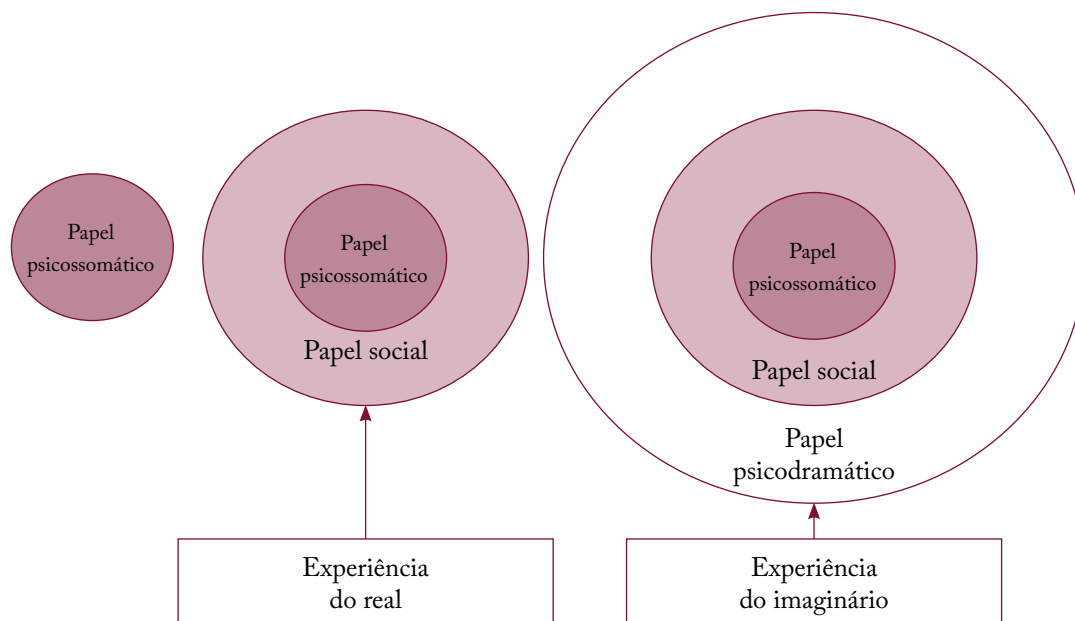 Papel
psicossomático
Papel
psicossomático
Papel social
Papel
psicossomático
Papel social
Papel
psicodramático
Experiência
do real
Experiência
do imaginário